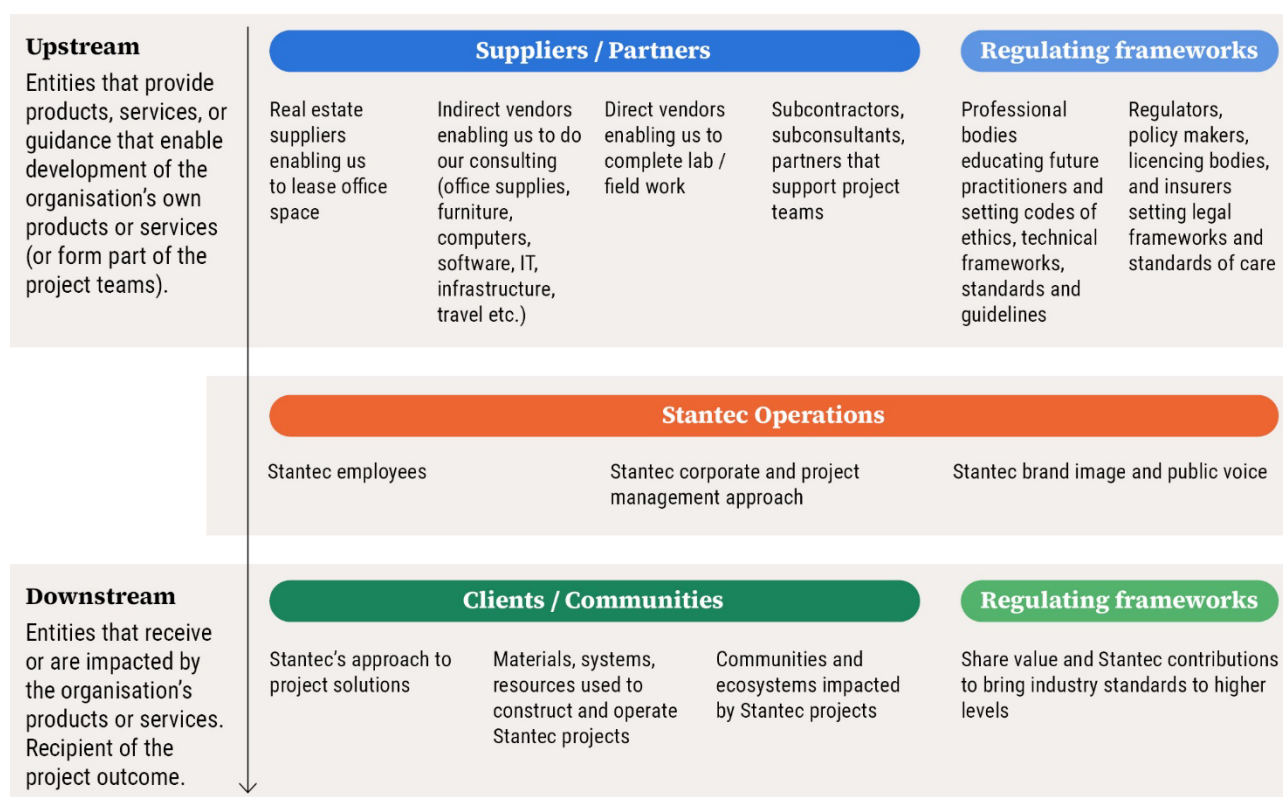 Upstream
Entities that provide
products, services, or
guidance that enable
development of the
organisation's own
products or services
(or form part of the
project teams).
Suppliers / Partners
Real estate
suppliers
enabling us
to lease office
space
Indirect vendors
enabling us to do
our consulting
(office supplies,
furniture,
computers,
software, IT,
infrastructure,
travel etc.)
Direct vendors
enabling us to
complete lab /
field work
Subcontractors,
subconsultants,
partners that
support project
teams
Regulating frameworks
Professional
bodies
educating future
practitioners and
setting codes of
ethics, technical
frameworks,
standards and
guidelines
Regulators,
policy makers,
licencing bodies,
and insurers
setting legal
frameworks and
standards of care
Stantec Operations
Stantec employees
Stantec corporate and project
management approach
Stantec brand image and public voice
Downstream
Entities that receive
or are impacted by
the organisation's
products or services.
Recipient of the
project outcome.
Clients / Communities
Stantec's approach to
project solutions
Materials, systems,
resources used to
construct and operate
Stantec projects
Communities and
ecosystems impacted
by Stantec projects
Regulating frameworks
Share value and Stantec contributions
to bring industry standards to higher
levels